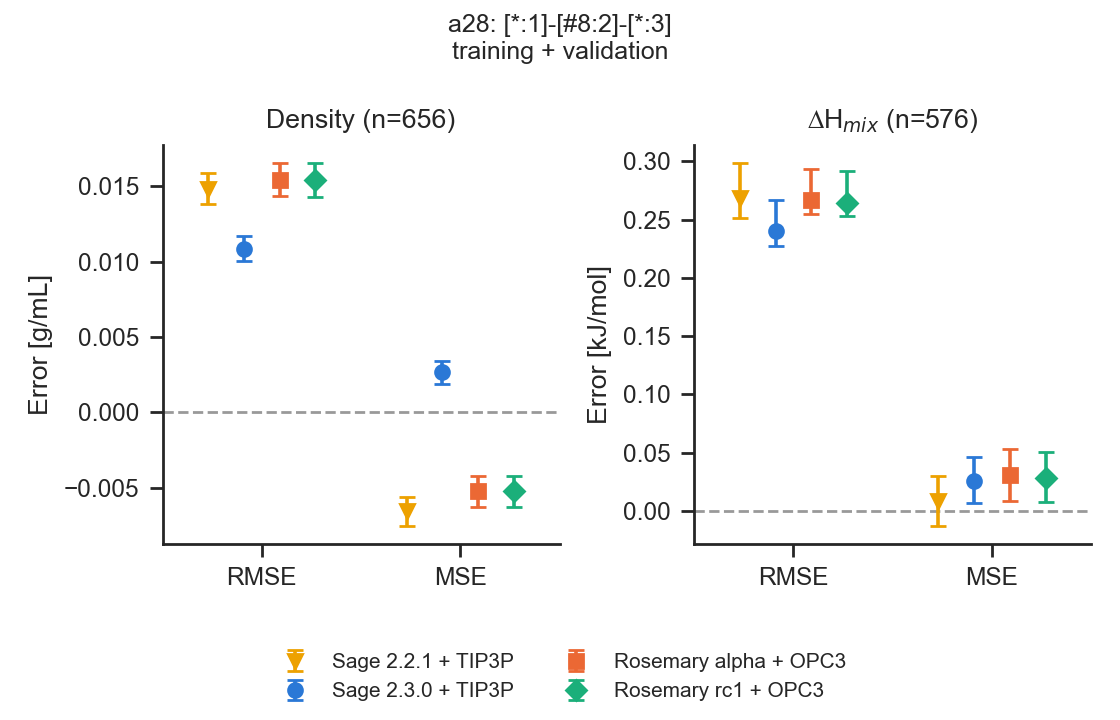 a28: [*:1]-[#8:2]-[*:3]
training + validation
Density (n=656)
Error [g/mL]
0.015
0.010
0.005
0.000
−0.005
RMSE
MSE
ΔH_mix (n=576)
Error [kJ/mol]
0.30
0.25
0.20
0.15
0.10
0.05
0.00
RMSE
MSE
Sage 2.2.1 + TIP3P
Sage 2.3.0 + TIP3P
Rosemary alpha + OPC3
Rosemary rc1 + OPC3